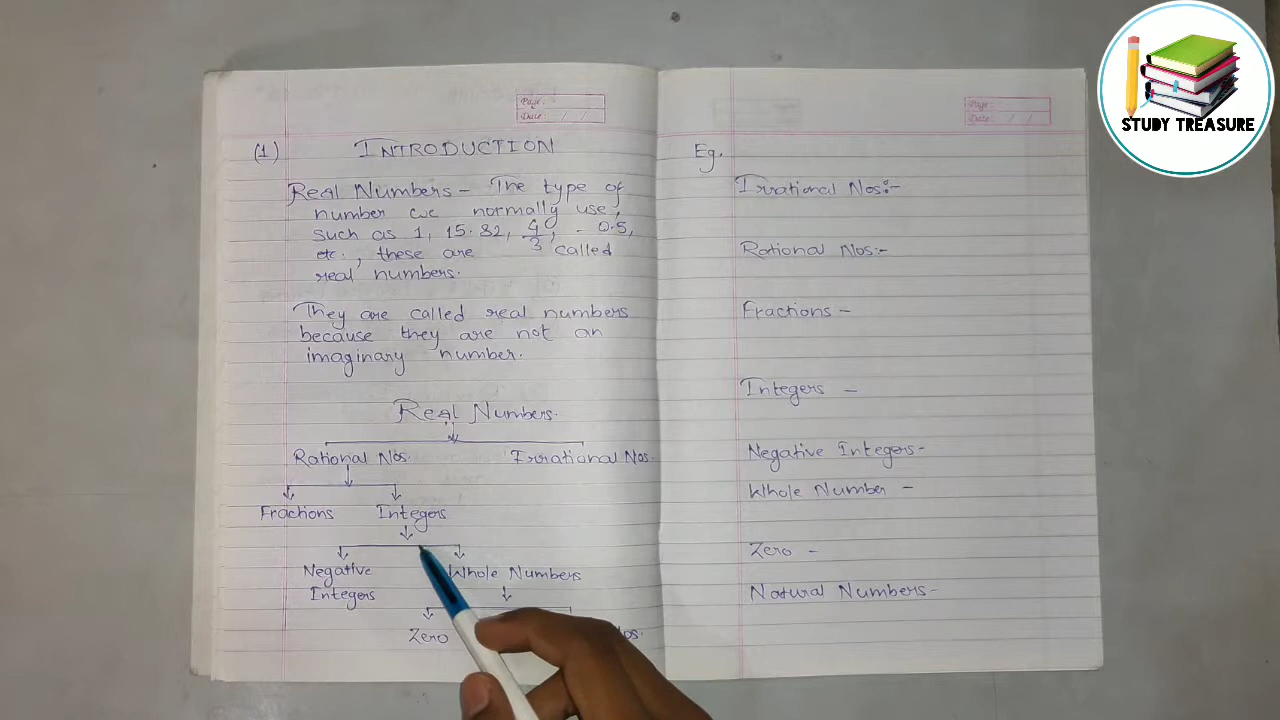 Page:
Date: / /
(1) INTRODUCTION
Real Numbers - The type of
number we normally use,
such as 1, 15.82, 4/3, -0.5,
etc., these are called
real numbers.
They are called real numbers
because they are not an
imaginary number.
Real Numbers.
Rational Nos. Irrational Nos.
Fractions Integers
Negative Whole Numbers
Integers
Zero Nos.
Page:
Date: / /
Eg.
Irrational Nos:-
Rational Nos:-
Fractions -
Integers -
Negative Integers-
Whole Number -
Zero -
Natural Numbers-
STUDY TREASURE